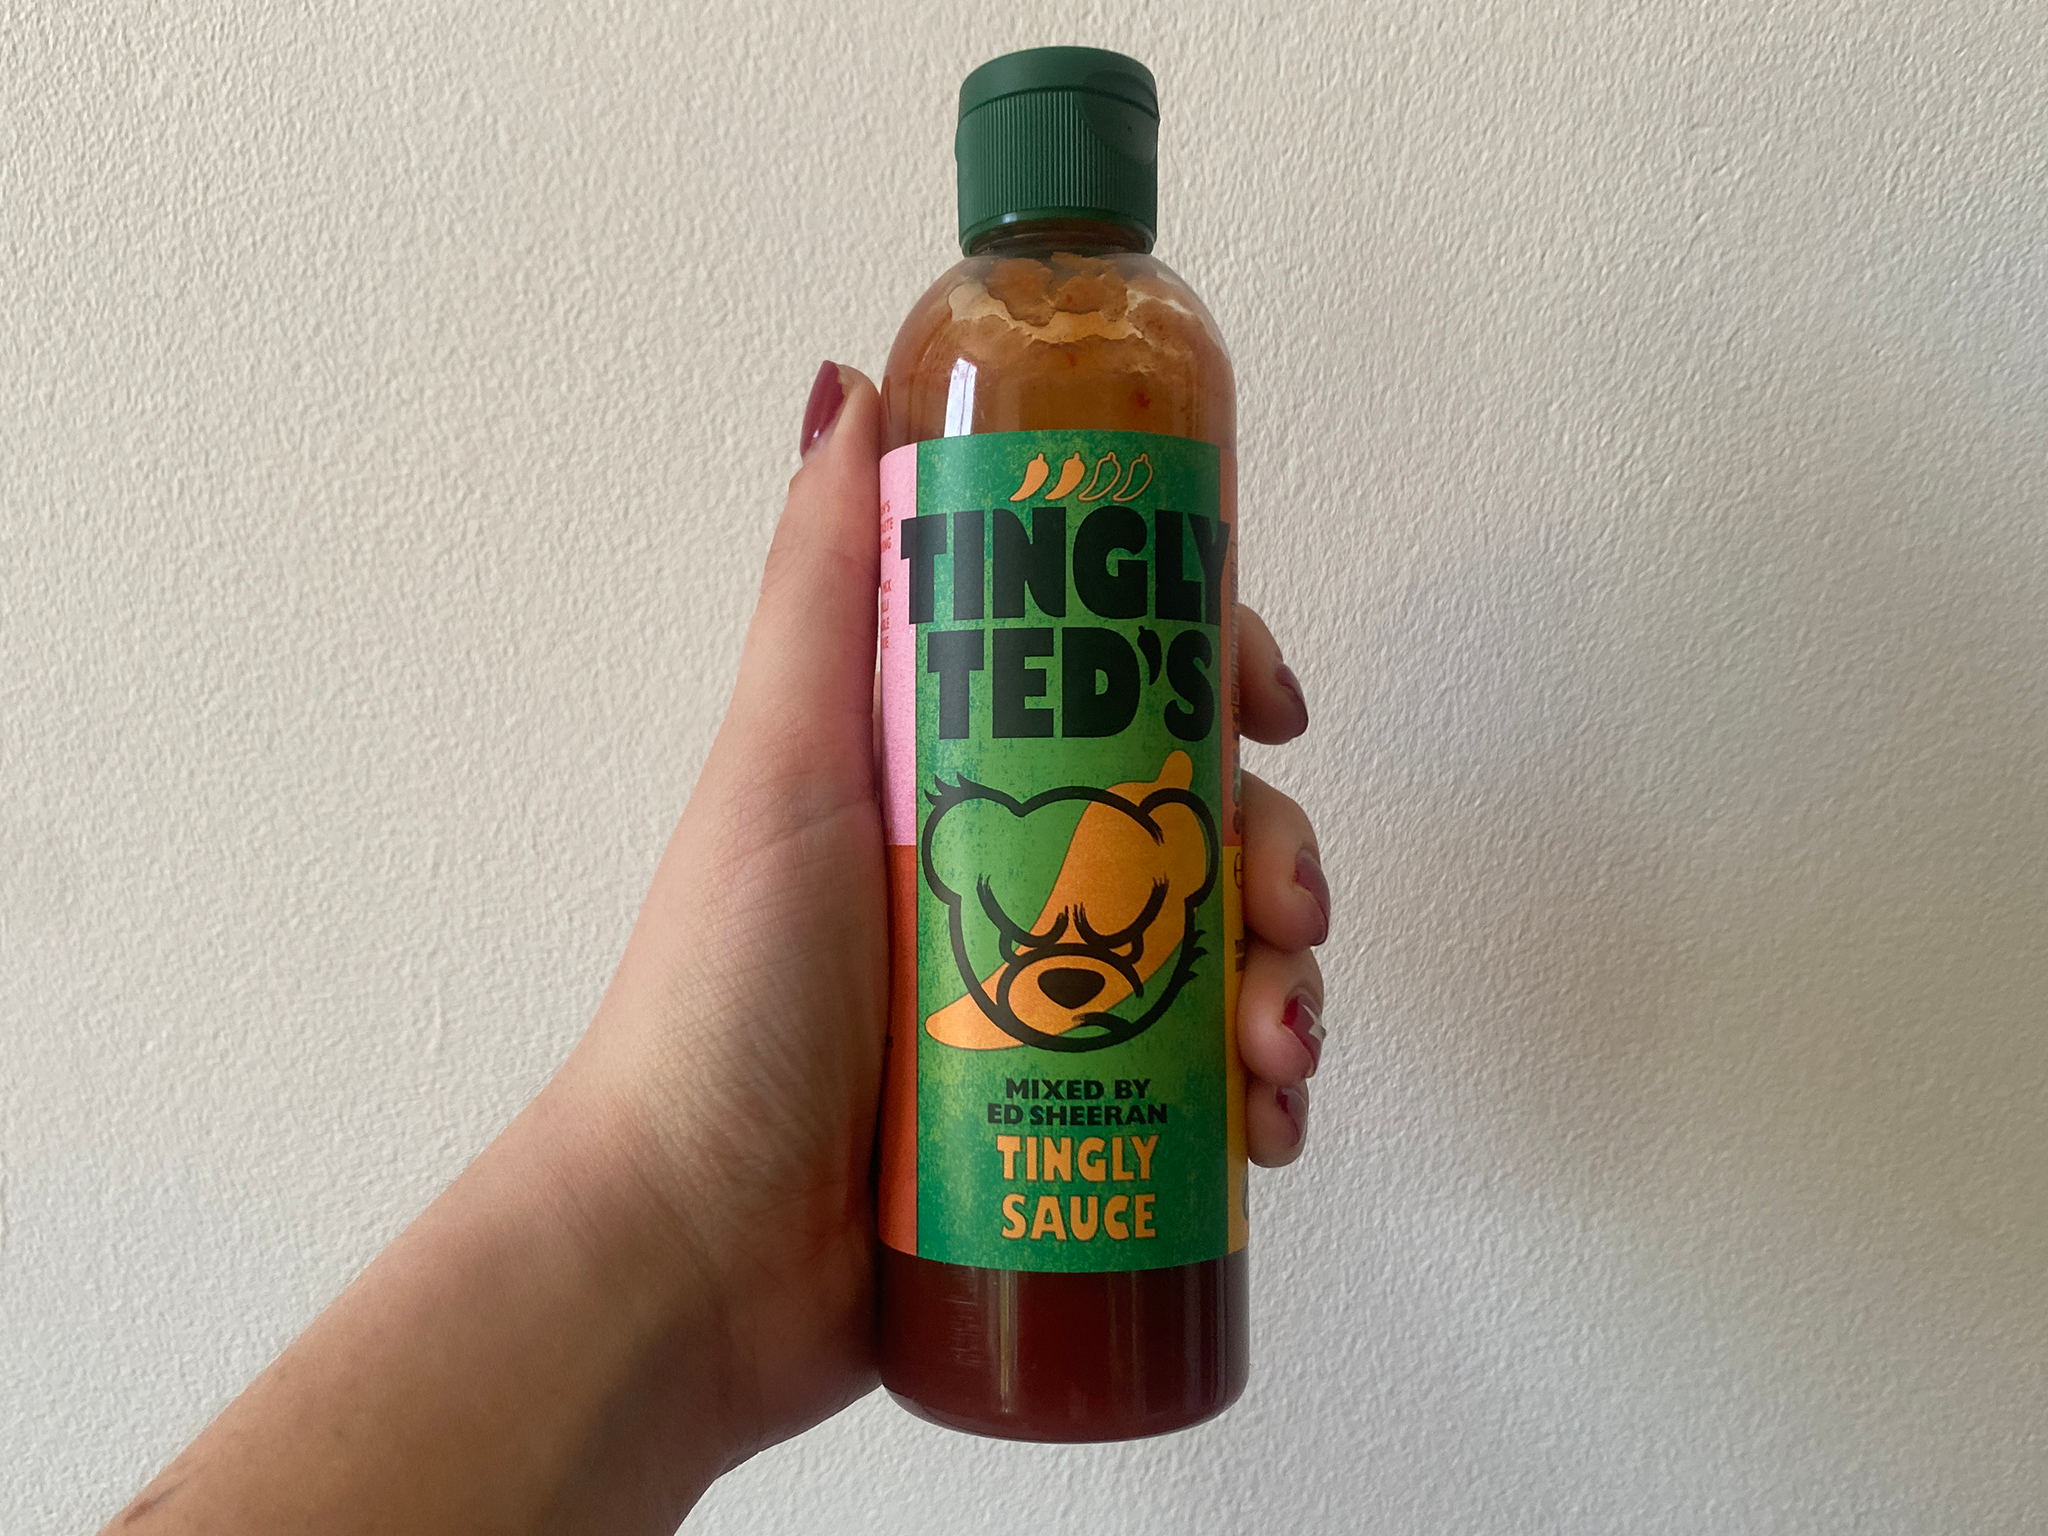 TINGLY
TED'S
MIXED BY
ED SHEERAN
TINGLY
SAUCE